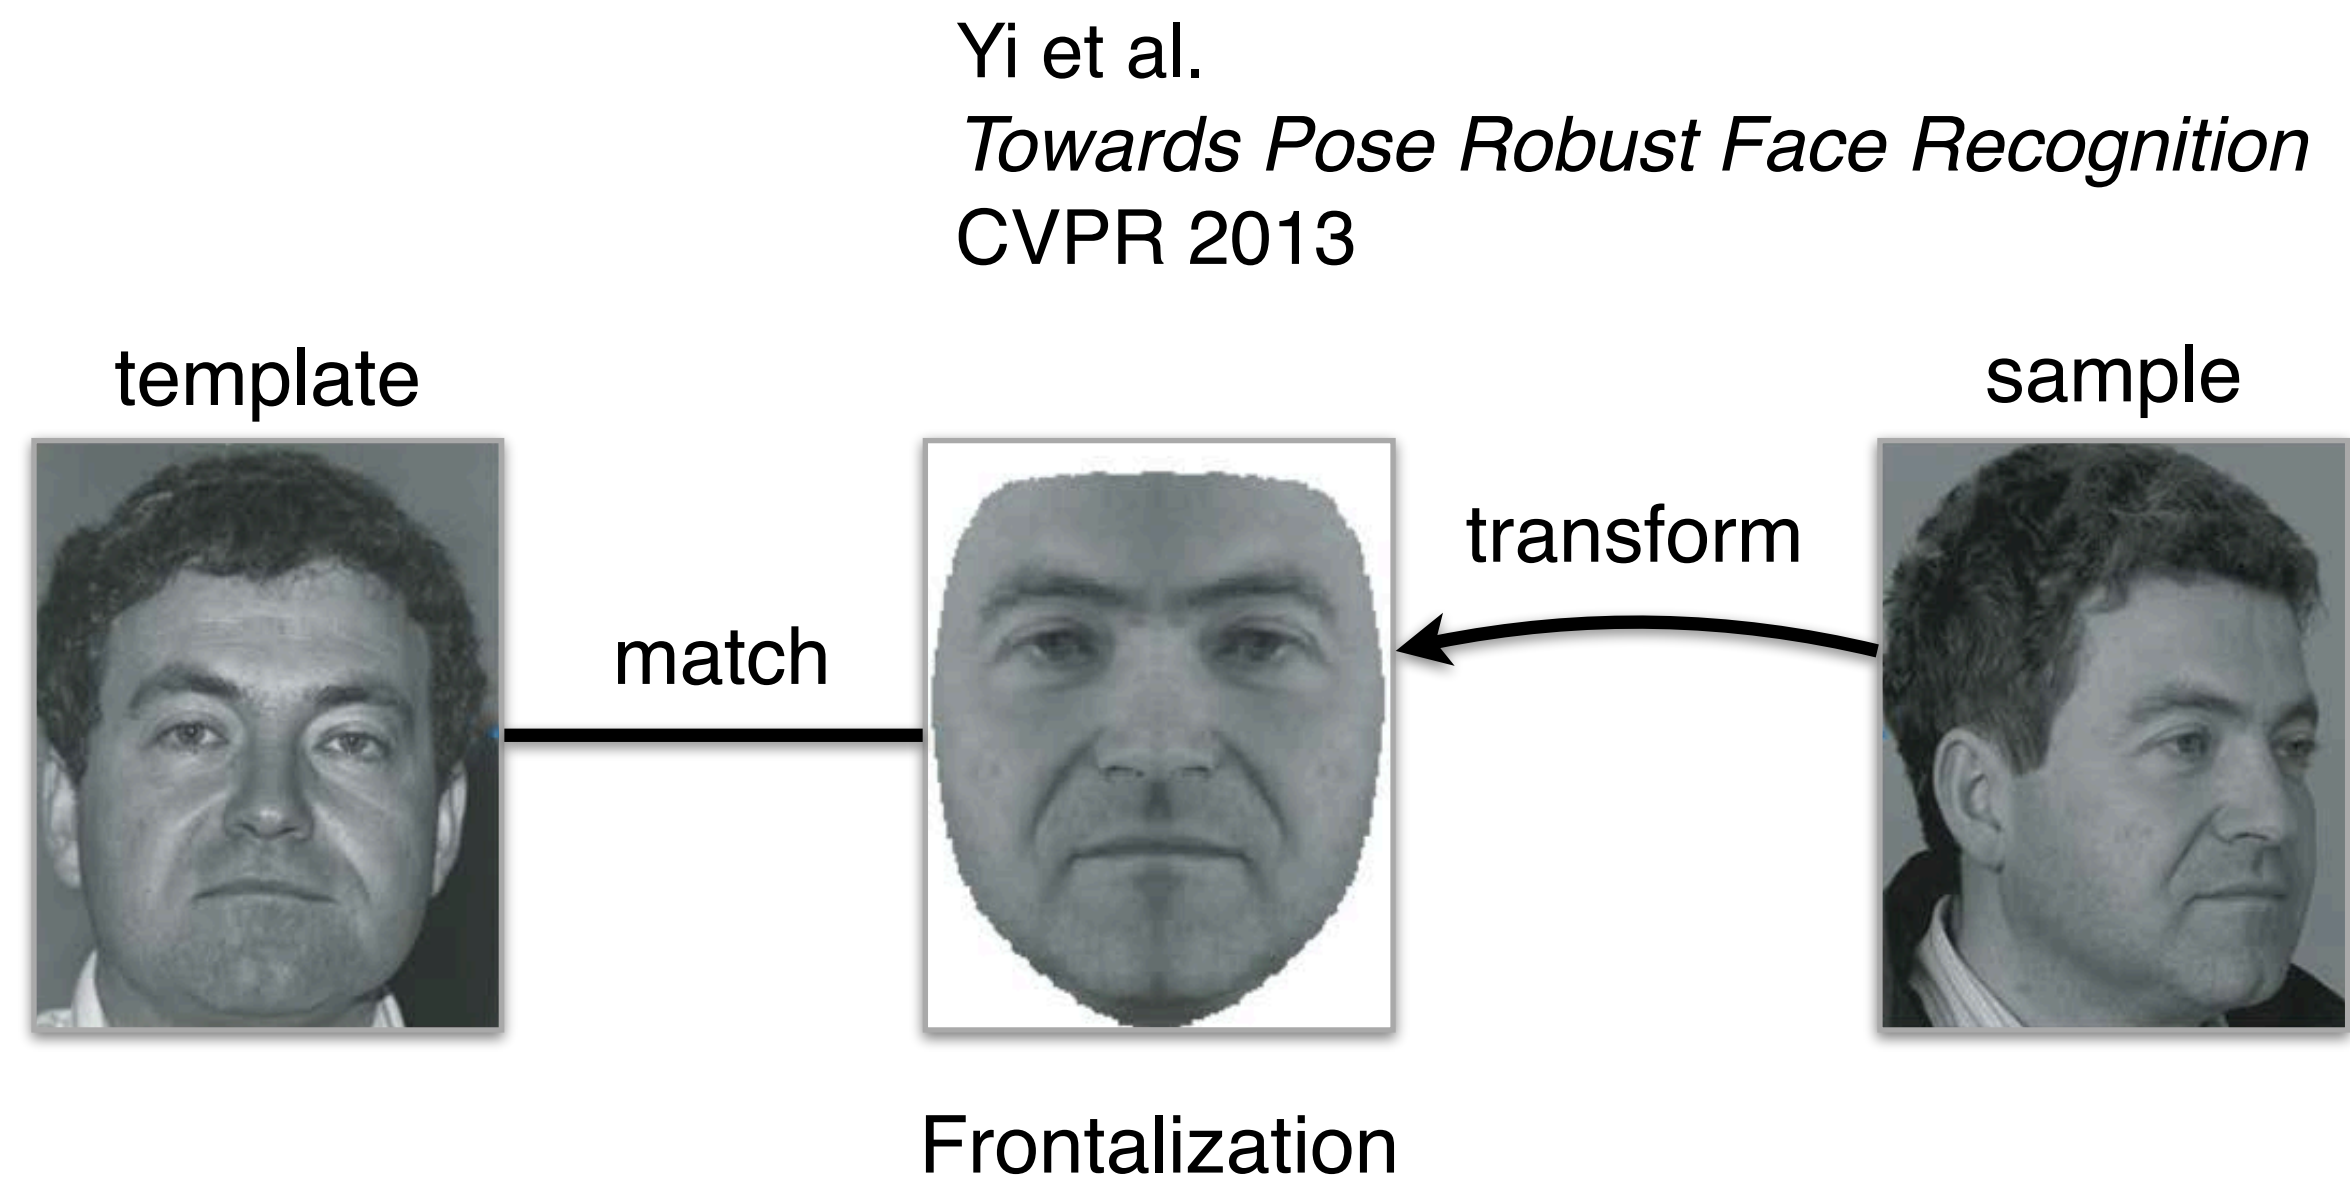 Yi et al.
Towards Pose Robust Face Recognition
CVPR 2013
template
sample
transform
match
Frontalization